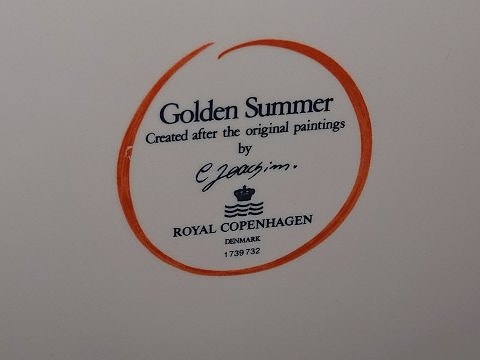 Golden Summer
Created after the original paintings
by
C Joachim.
ROYAL COPENHAGEN
DENMARK
1739 732